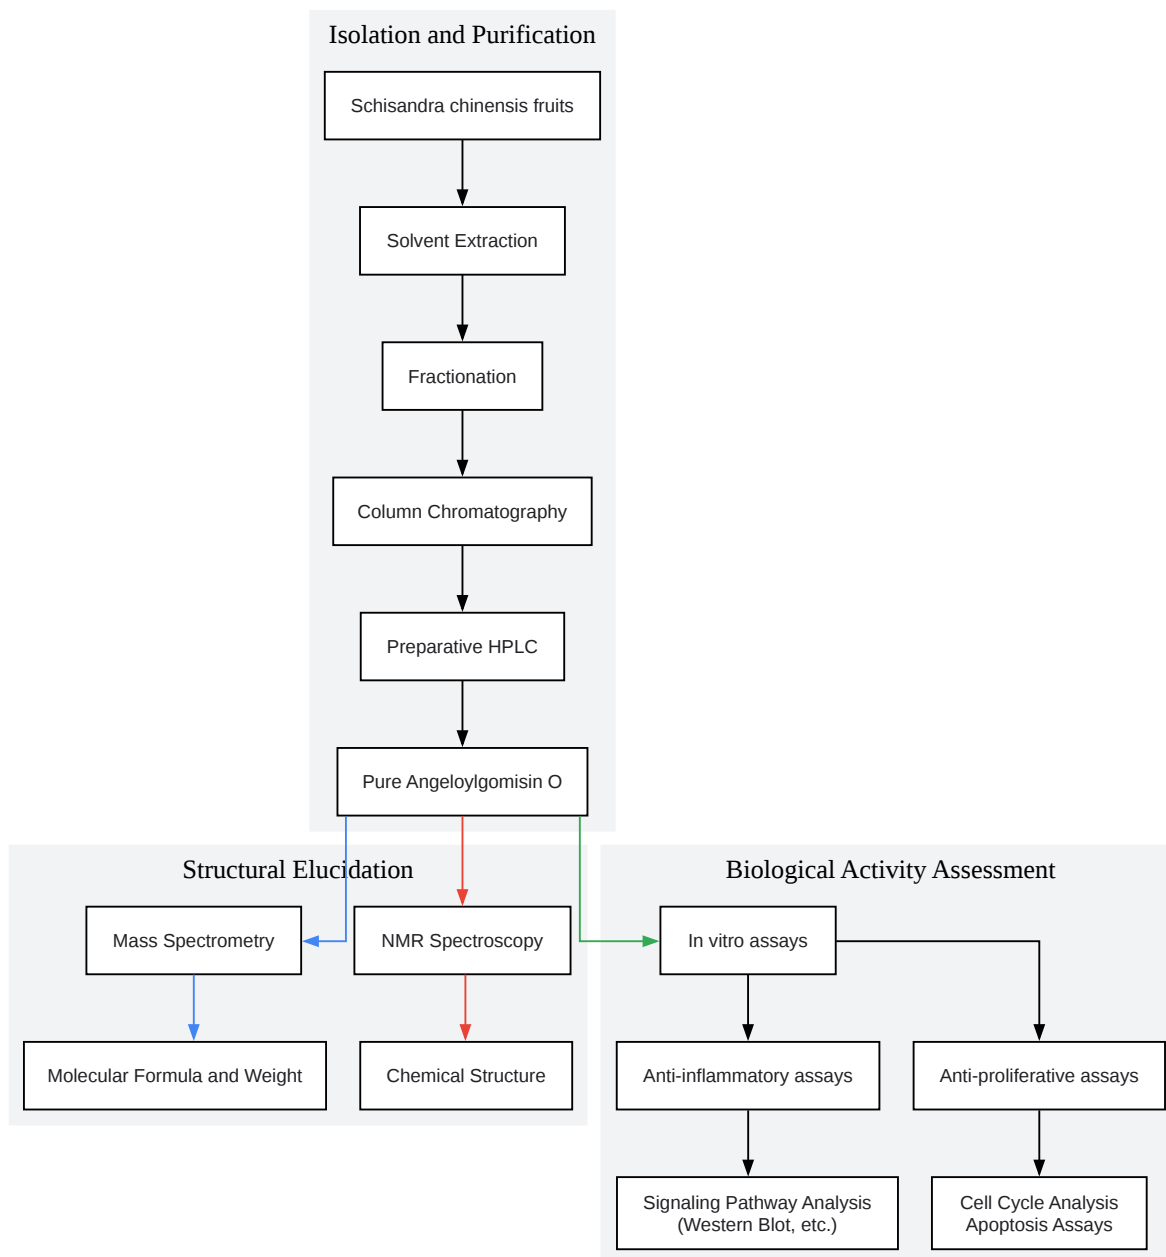 Isolation and Purification
Schisandra chinensis fruits
Solvent Extraction
Fractionation
Column Chromatography
Preparative HPLC
Pure Angeloylgomisin O
Structural Elucidation
Mass Spectrometry
NMR Spectroscopy
Molecular Formula and Weight
Chemical Structure
Biological Activity Assessment
In vitro assays
Anti-inflammatory assays
Anti-proliferative assays
Signaling Pathway Analysis
(Western Blot, etc.)
Cell Cycle Analysis
Apoptosis Assays